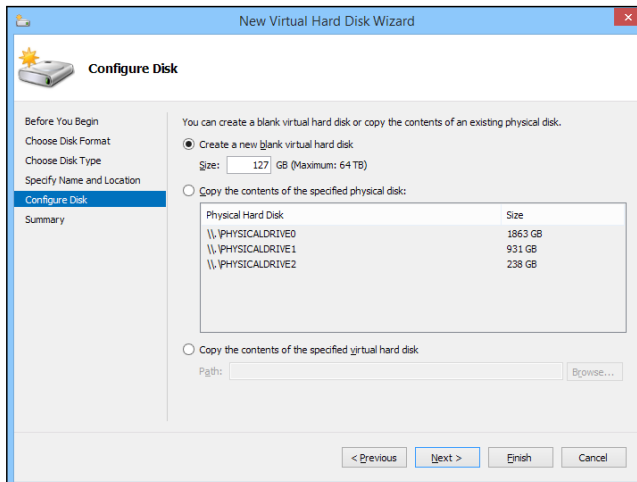 New Virtual Hard Disk Wizard
Configure Disk
Before You Begin
Choose Disk Format
Choose Disk Type
Specify Name and Location
Configure Disk
Summary
You can create a blank virtual hard disk or copy the contents of an existing physical disk.
Create a new blank virtual hard disk
Size: 127 GB (Maximum: 64 TB)
Copy the contents of the specified physical disk:
Physical Hard Disk Size
\\.\PHYSICALDRIVE0 1863 GB
\\.\PHYSICALDRIVE1 931 GB
\\.\PHYSICALDRIVE2 238 GB
Copy the contents of the specified virtual hard disk
Path: Browse...
< Previous Next > Finish Cancel